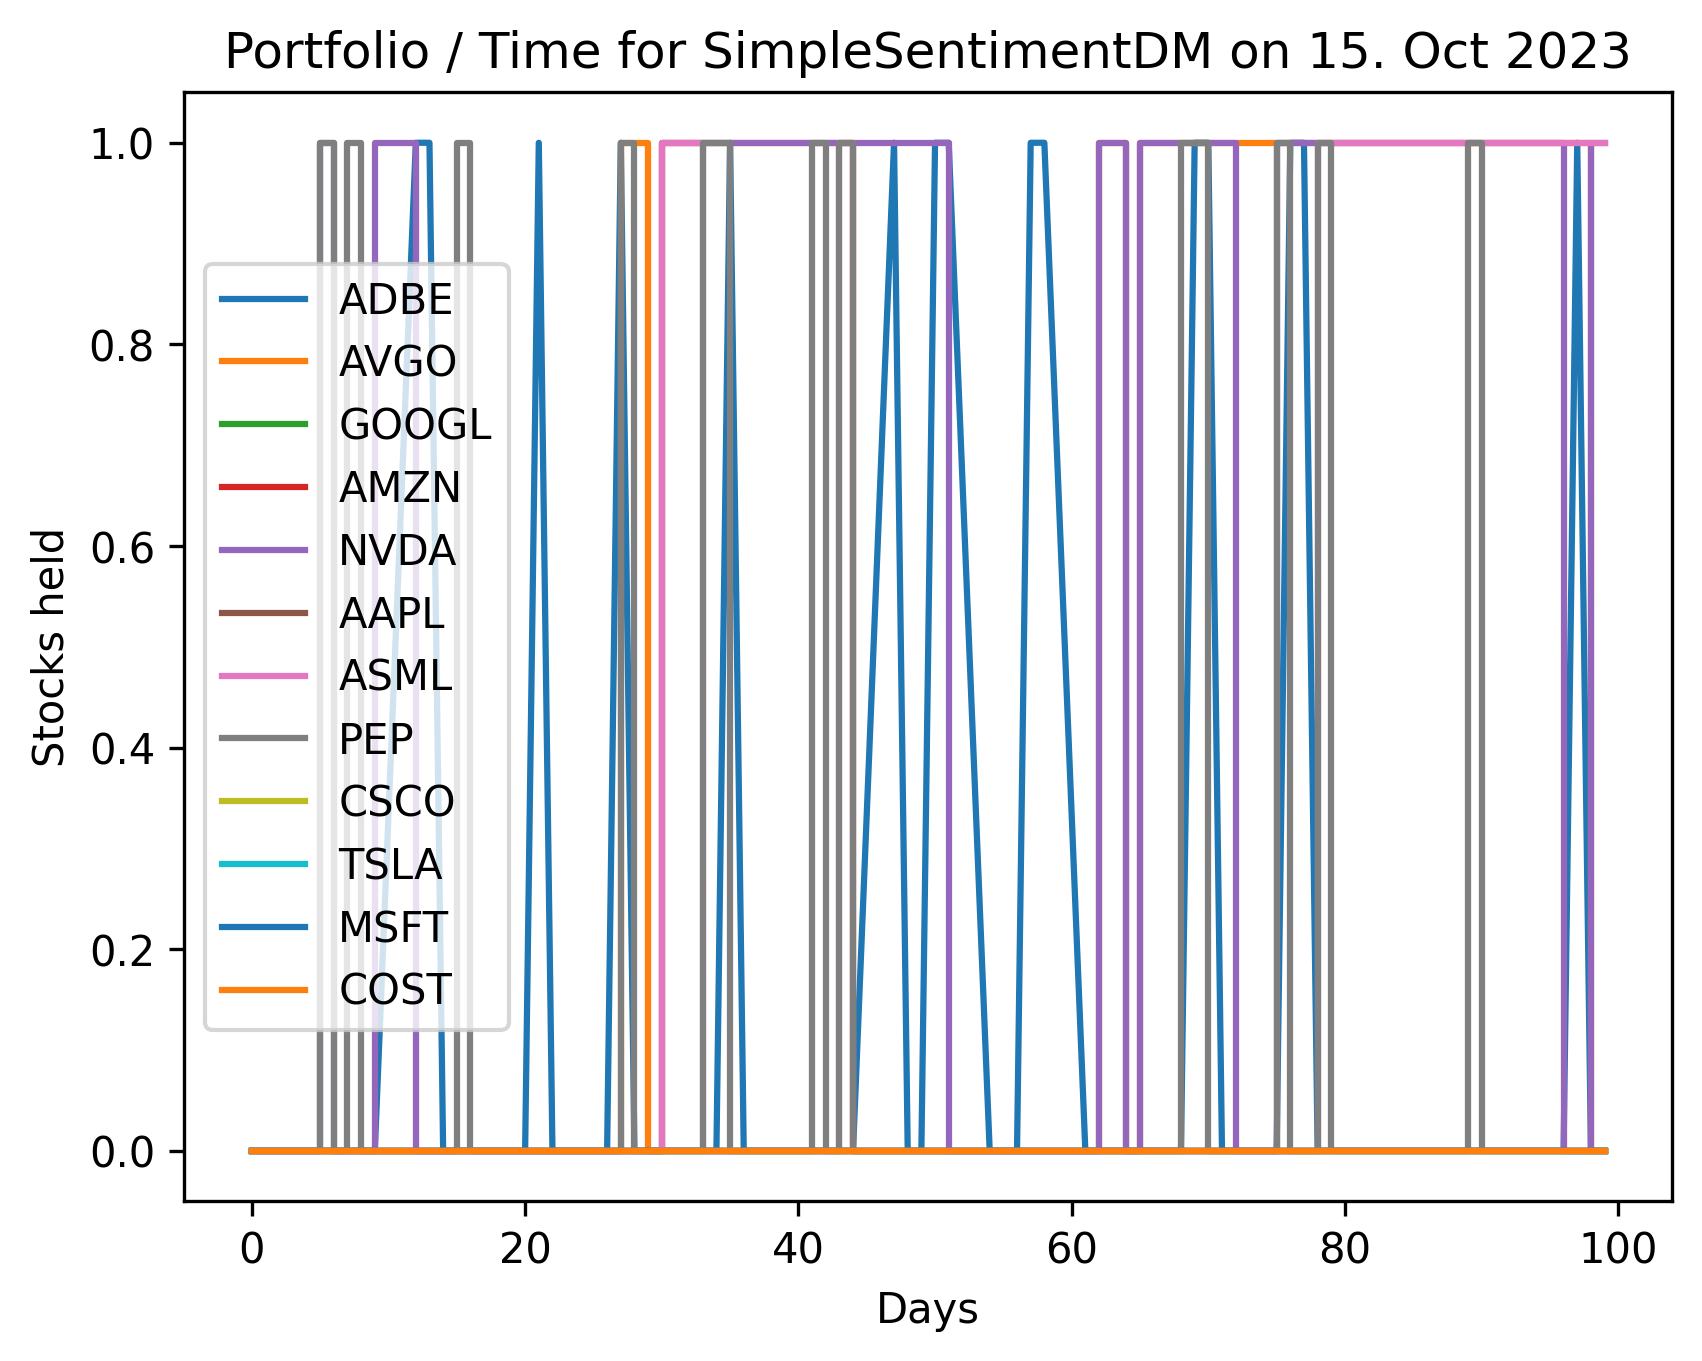 Portfolio / Time for SimpleSentimentDM on 15. Oct 2023
1.0
0.8
0.6
0.4
0.2
0.0
Stocks held
ADBE
AVGO
GOOGL
AMZN
NVDA
AAPL
ASML
PEP
CSCO
TSLA
MSFT
COST
0 20 40 60 80 100
Days